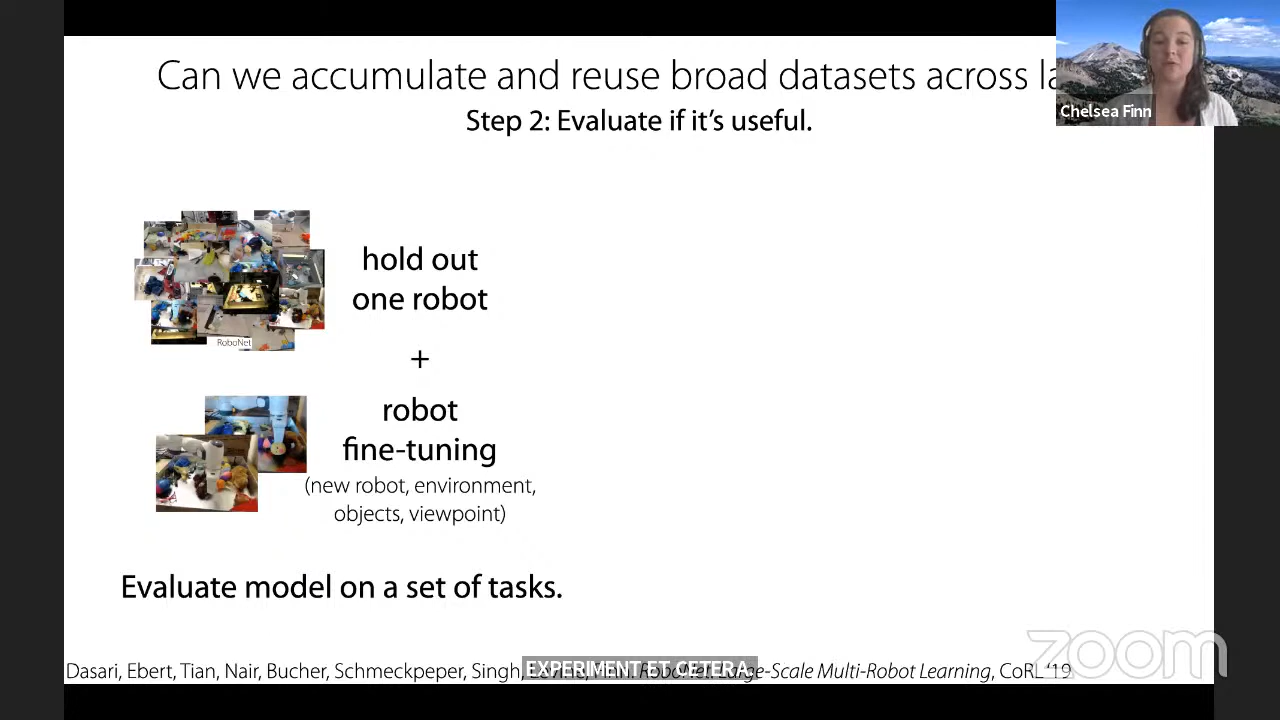 Can we accumulate and reuse broad datasets across
Step 2: Evaluate if it's useful.
Chelsea Finn
hold out
one robot
RoboNet
+
robot
fine-tuning
(new robot, environment,
objects, viewpoint)
Evaluate model on a set of tasks.
zoom
Dasari, Ebert, Tian, Nair, Bucher, Schmeckpeper, Singh, Large-Scale Multi-Robot Learning, CoRL '19
EXPERIMENT ET CETERA.